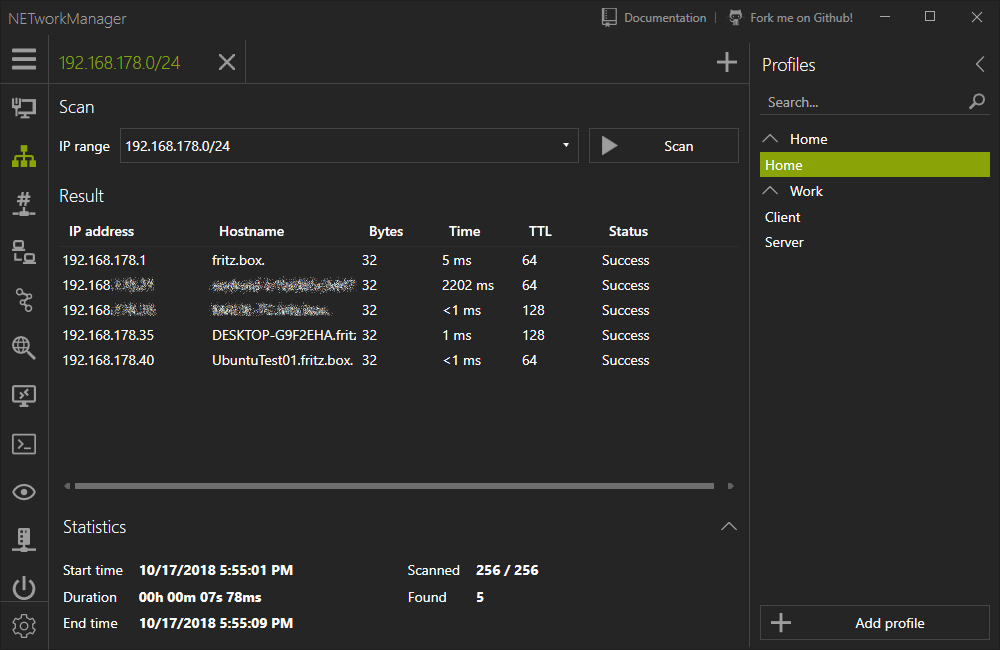 NETworkManager
Documentation
Fork me on Github!
192.168.178.0/24
Scan
IP range 192.168.178.0/24 Scan
Result
IP address Hostname Bytes Time TTL Status
192.168.178.1 fritz.box. 32 5 ms 64 Success
192.168. 32 2202 ms 64 Success
192.168. 32 <1 ms 128 Success
192.168.178.35 DESKTOP-G9F2EHA.fritz 32 1 ms 128 Success
192.168.178.40 UbuntuTest01.fritz.box. 32 <1 ms 64 Success
Statistics
Start time 10/17/2018 5:55:01 PM Scanned 256 / 256
Duration 00h 00m 07s 78ms Found 5
End time 10/17/2018 5:55:09 PM
Profiles
Search...
Home
Home
Work
Client
Server
Add profile